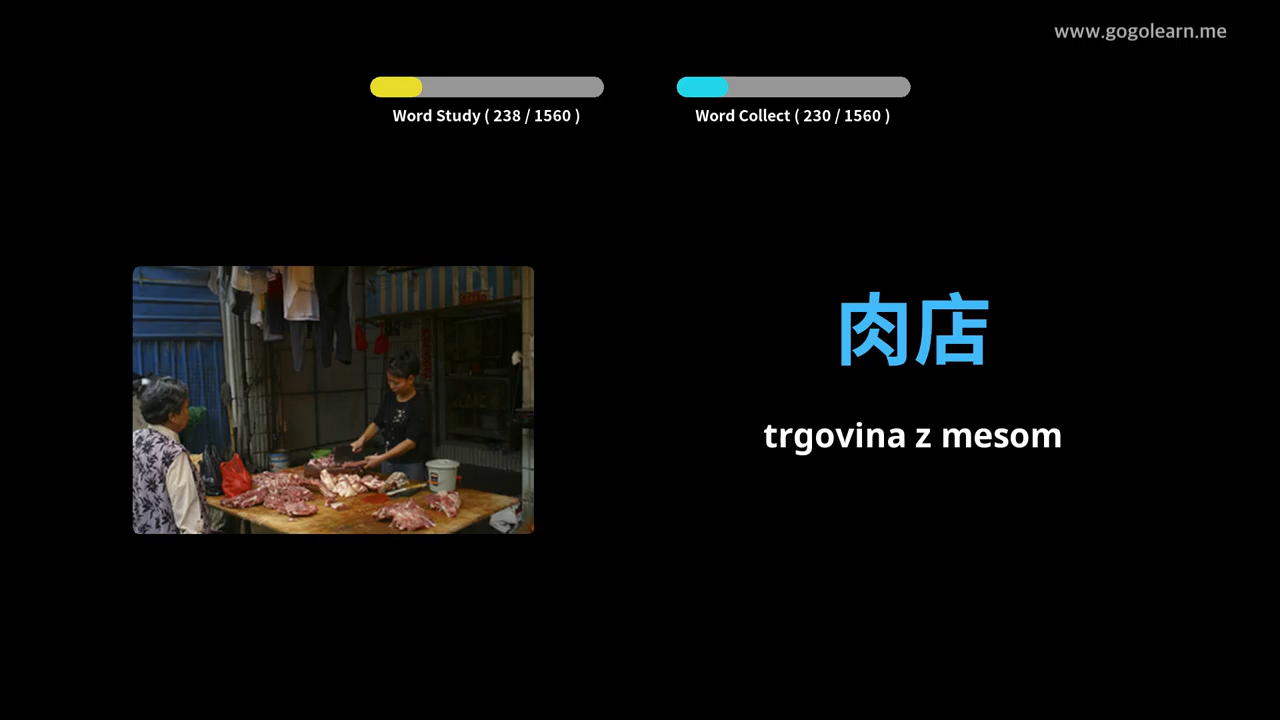 www.gogolearn.me
Word Study ( 238 / 1560 )
Word Collect ( 230 / 1560 )
肉店
trgovina z mesom